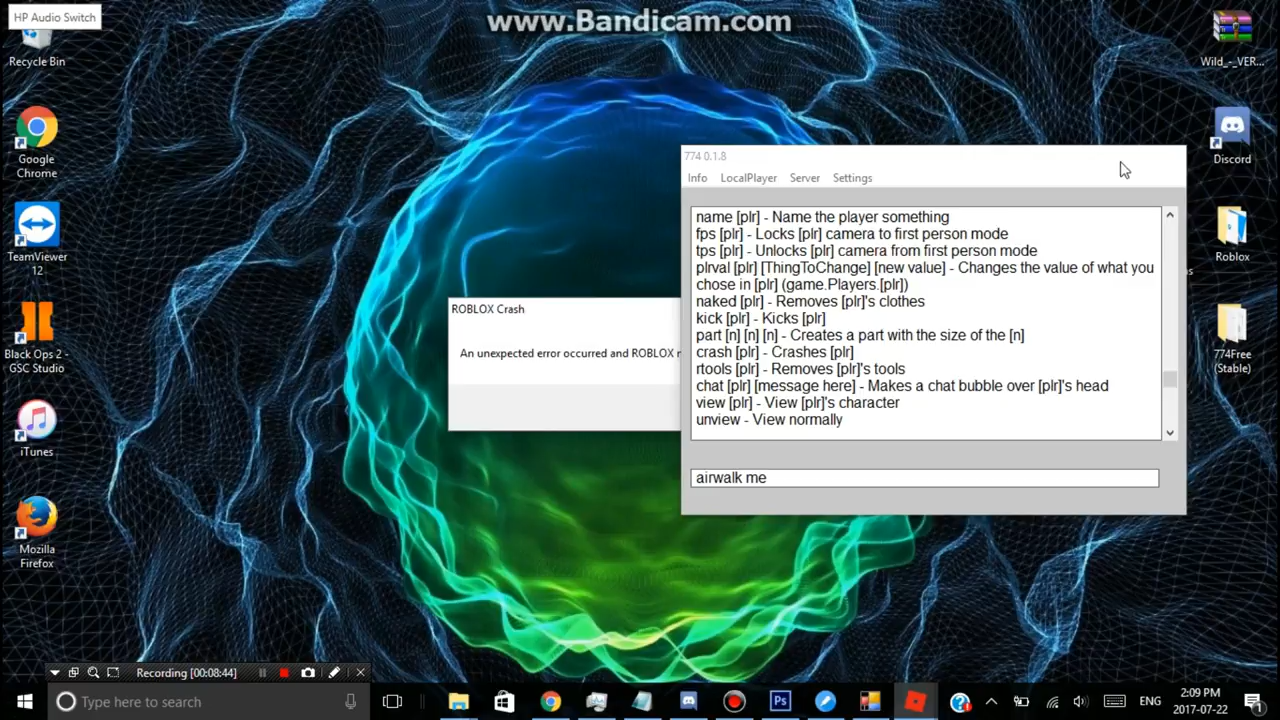 HP Audio Switch
www.Bandicam.com
Recycle Bin
Google
Chrome
TeamViewer
12
Black Ops 2 -
GSC Studio
iTunes
Mozilla
Firefox
Wild_-_VER...
Discord
Roblox
774Free
(Stable)
ROBLOX Crash
An unexpected error occurred and ROBLOX
774 0.1.8
Info LocalPlayer Server Settings
name [plr] - Name the player something
fps [plr] - Locks [plr] camera to first person mode
tps [plr] - Unlocks [plr] camera from first person mode
plrval [plr] [ThingToChange] [new value] - Changes the value of what you
chose in [plr] (game.Players.[plr])
naked [plr] - Removes [plr]'s clothes
kick [plr] - Kicks [plr]
part [n] [n] [n] - Creates a part with the size of the [n]
crash [plr] - Crashes [plr]
rtools [plr] - Removes [plr]'s tools
chat [plr] [message here] - Makes a chat bubble over [plr]'s head
view [plr] - View [plr]'s character
unview - View normally
airwalk me
Recording [00:08:44]
Type here to search
Ps
ENG
2:09 PM
2017-07-22
1